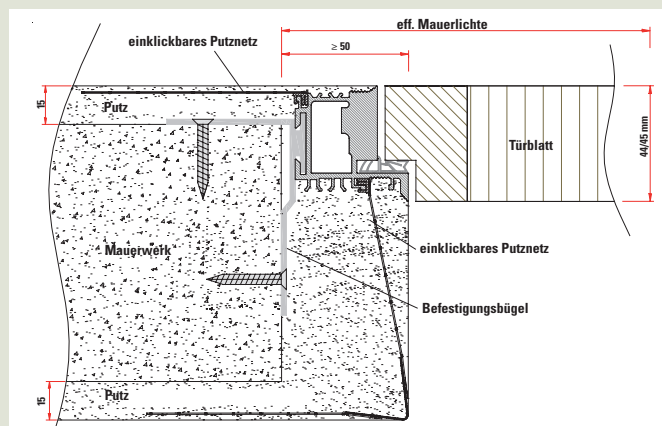 eff. Mauerlichte
einklickbares Putznetz
≥ 50
15
Putz
Türblatt
44/45 mm
Mauerwerk
einklickbares Putznetz
Befestigungsbügel
15
Putz